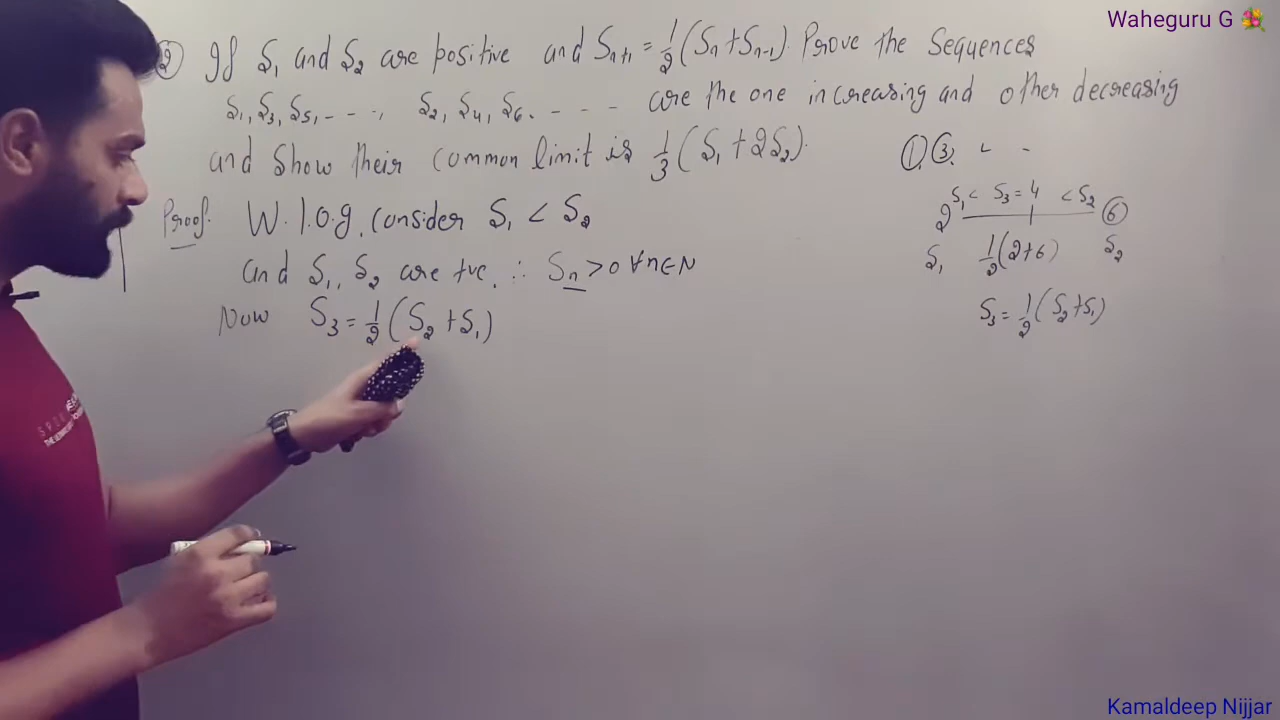 Waheguru G 💐
② If S₁ and S₂ are positive and Sₙ₊₁ = 1/2 (Sₙ + Sₙ₋₁). Prove the Sequences
S₁, S₃, S₅, - - - , S₂, S₄, S₆. - - - are the one increasing and other decreasing
and Show their common limit is 1/3 (S₁ + 2S₂).
①, ③, - -
Proof. W.l.o.g. Consider S₁ < S₂
S₁ < S₃ = 4 < S₂
2 ⑥
and S₁, S₂ are +ve. ∴ Sₙ > 0 ∀ n ∈ N
S₁ 1/2 (2+6) S₂
Now S₃ = 1/2 (S₂ + S₁)
S₃ = 1/2 (S₂ + S₁)
Kamaldeep Nijjar